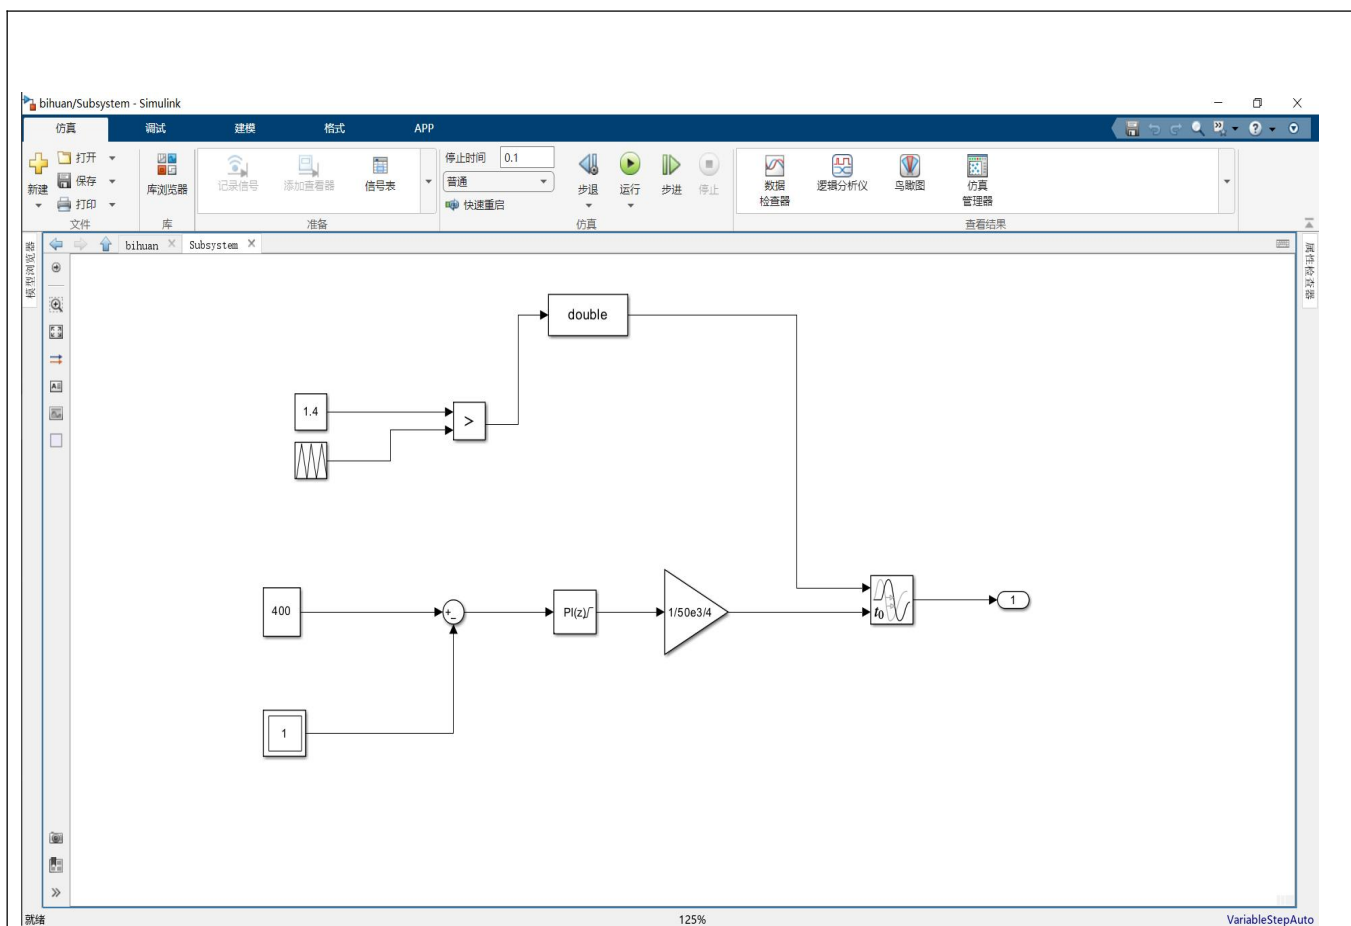 bihuan/Subsystem - Simulink
仿真 调试 建模 格式 APP
新建
打开
保存
打印
文件
库浏览器
库
记录信号
添加查看器
信号表
准备
停止时间 0.1
普通
快速重启
步退
运行
步进
停止
仿真
数据
检查器
逻辑分析仪
鸟瞰图
仿真
管理器
查看结果
模型浏览器
bihuan Subsystem
属性检查器
double
1.4
>
400
+
−
PI(z)
1/50e3/4
t0
1
1
就绪 125% VariableStepAuto